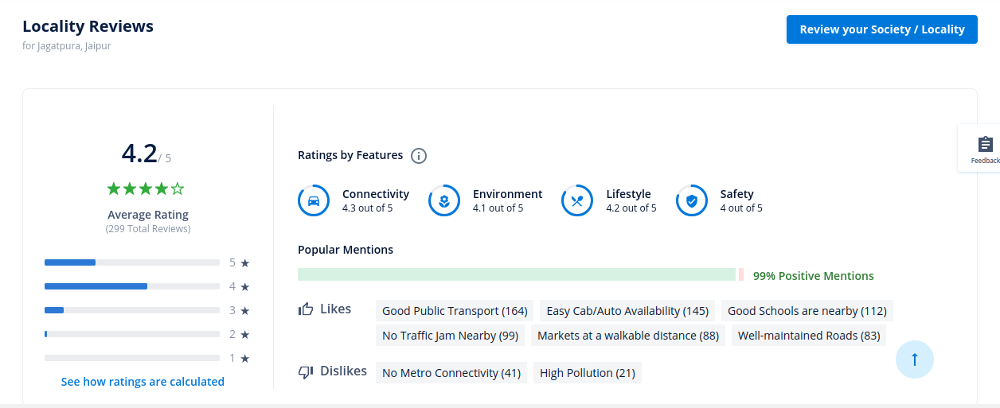 Locality Reviews
for Jagatpura, Jaipur
Review your Society / Locality
4.2 / 5
Average Rating
(299 Total Reviews)
5
4
3
2
1
See how ratings are calculated
Ratings by Features
Connectivity
4.3 out of 5
Environment
4.1 out of 5
Lifestyle
4.2 out of 5
Safety
4 out of 5
Popular Mentions
99% Positive Mentions
Likes
Good Public Transport (164) Easy Cab/Auto Availability (145) Good Schools are nearby (112)
No Traffic Jam Nearby (99) Markets at a walkable distance (88) Well-maintained Roads (83)
Dislikes
No Metro Connectivity (41) High Pollution (21)
Feedback